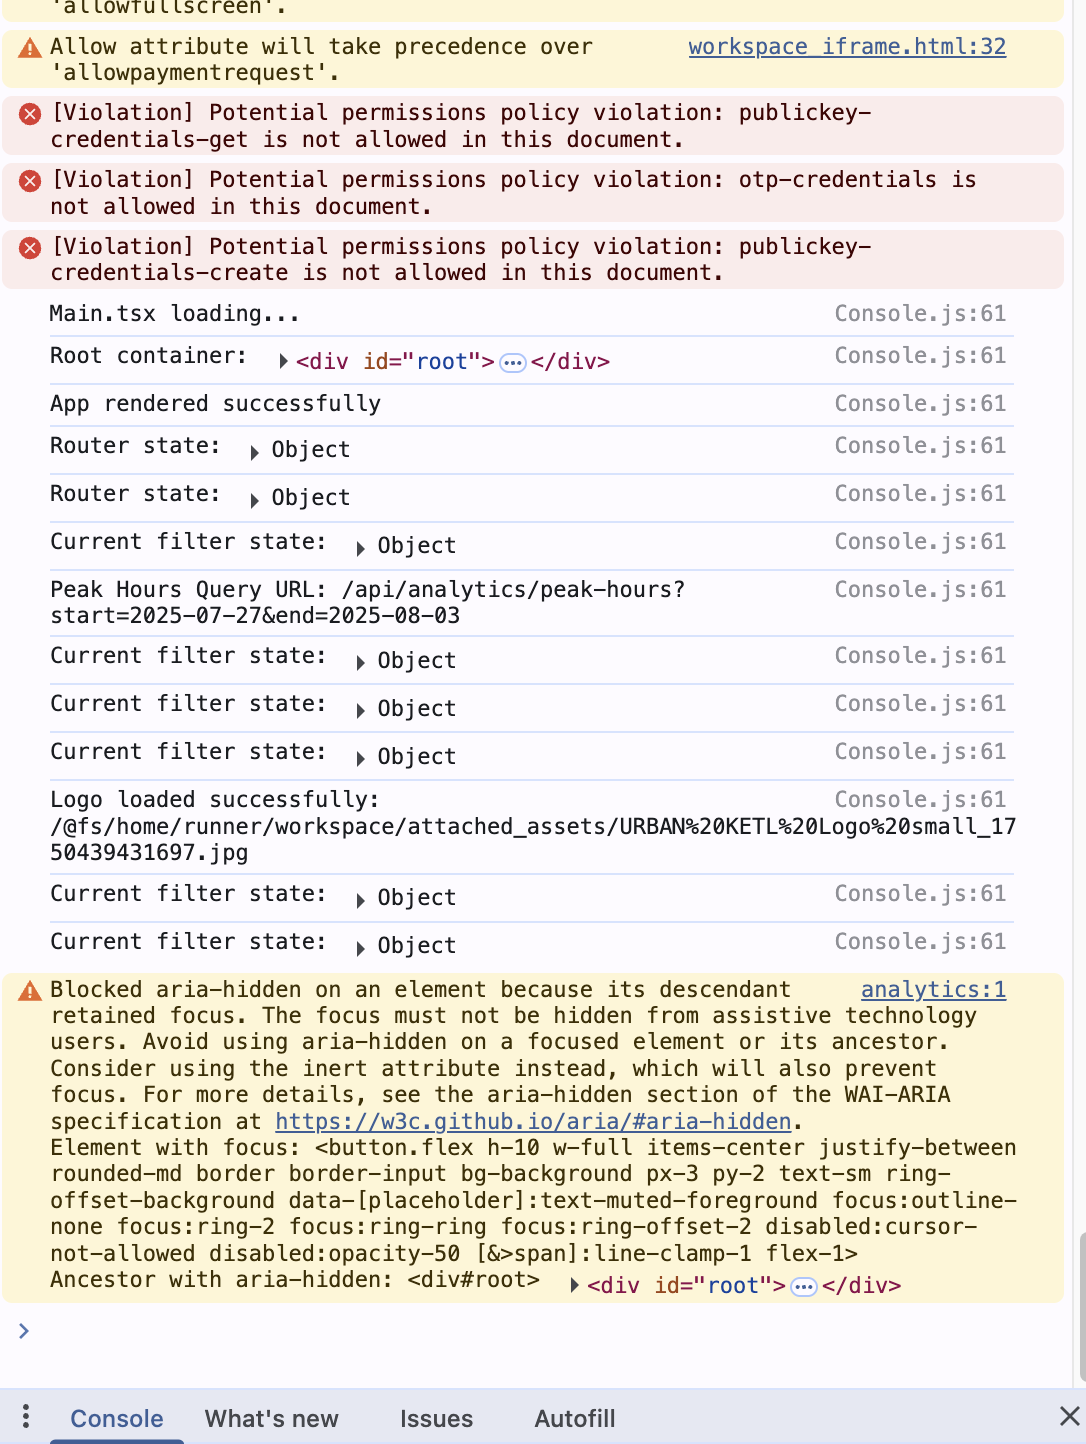 'allowfullscreen'.
Allow attribute will take precedence over workspace_iframe.html:32
'allowpaymentrequest'.
[Violation] Potential permissions policy violation: publickey-
credentials-get is not allowed in this document.
[Violation] Potential permissions policy violation: otp-credentials is
not allowed in this document.
[Violation] Potential permissions policy violation: publickey-
credentials-create is not allowed in this document.
Main.tsx loading... Console.js:61
Root container: <div id="root">…</div> Console.js:61
App rendered successfully Console.js:61
Router state: Object Console.js:61
Router state: Object Console.js:61
Current filter state: Object Console.js:61
Peak Hours Query URL: /api/analytics/peak-hours? Console.js:61
start=2025-07-27&end=2025-08-03
Current filter state: Object Console.js:61
Current filter state: Object Console.js:61
Current filter state: Object Console.js:61
Logo loaded successfully: Console.js:61
/@fs/home/runner/workspace/attached_assets/URBAN%20KETL%20Logo%20small_17
50439431697.jpg
Current filter state: Object Console.js:61
Current filter state: Object Console.js:61
Blocked aria-hidden on an element because its descendant analytics:1
retained focus. The focus must not be hidden from assistive technology
users. Avoid using aria-hidden on a focused element or its ancestor.
Consider using the inert attribute instead, which will also prevent
focus. For more details, see the aria-hidden section of the WAI-ARIA
specification at https://w3c.github.io/aria/#aria-hidden.
Element with focus: <button.flex h-10 w-full items-center justify-between
rounded-md border border-input bg-background px-3 py-2 text-sm ring-
offset-background data-[placeholder]:text-muted-foreground focus:outline-
none focus:ring-2 focus:ring-ring focus:ring-offset-2 disabled:cursor-
not-allowed disabled:opacity-50 [&>span]:line-clamp-1 flex-1>
Ancestor with aria-hidden: <div#root> <div id="root">…</div>
Console What's new Issues Autofill